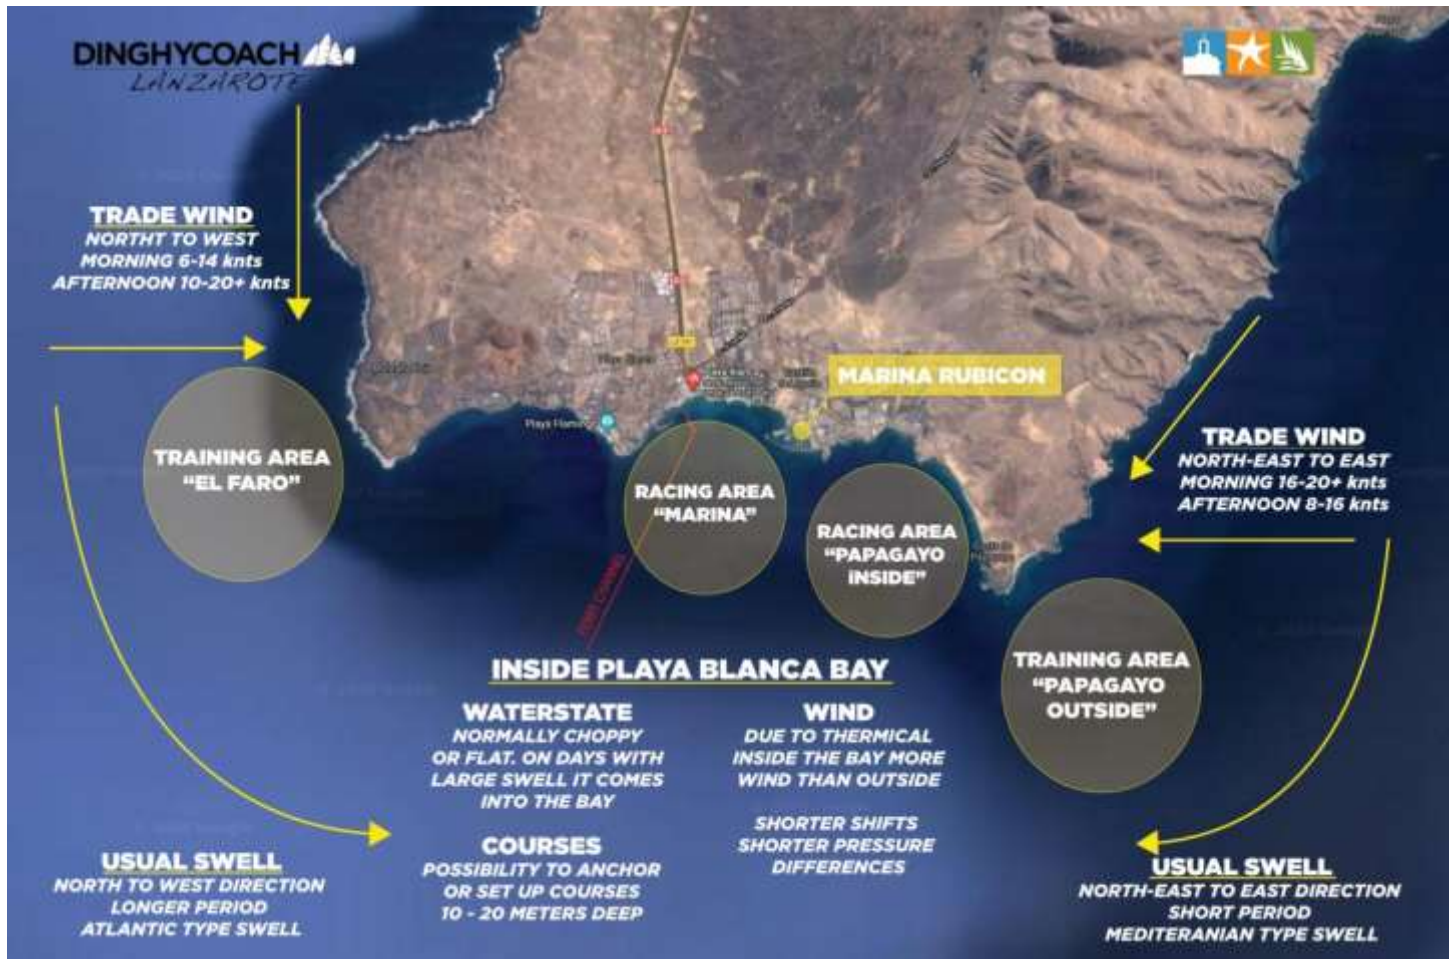 DINGHYCOACH
LANZAROTE
TRADE WIND
NORTHT TO WEST
MORNING 6-14 knts
AFTERNOON 10-20+ knts
MARINA RUBICON
Playa Flamingo
TRAINING AREA
“EL FARO”
RACING AREA
“MARINA”
RACING AREA
“PAPAGAYO
INSIDE”
TRADE WIND
NORTH-EAST TO EAST
MORNING 16-20+ knts
AFTERNOON 8-16 knts
TRAINING AREA
“PAPAGAYO
OUTSIDE”
INSIDE PLAYA BLANCA BAY
WATERSTATE
NORMALLY CHOPPY
OR FLAT. ON DAYS WITH
LARGE SWELL IT COMES
INTO THE BAY
COURSES
POSSIBILITY TO ANCHOR
OR SET UP COURSES
10 - 20 METERS DEEP
WIND
DUE TO THERMICAL
INSIDE THE BAY MORE
WIND THAN OUTSIDE
SHORTER SHIFTS
SHORTER PRESSURE
DIFFERENCES
USUAL SWELL
NORTH TO WEST DIRECTION
LONGER PERIOD
ATLANTIC TYPE SWELL
USUAL SWELL
NORTH-EAST TO EAST DIRECTION
SHORT PERIOD
MEDITERANIAN TYPE SWELL